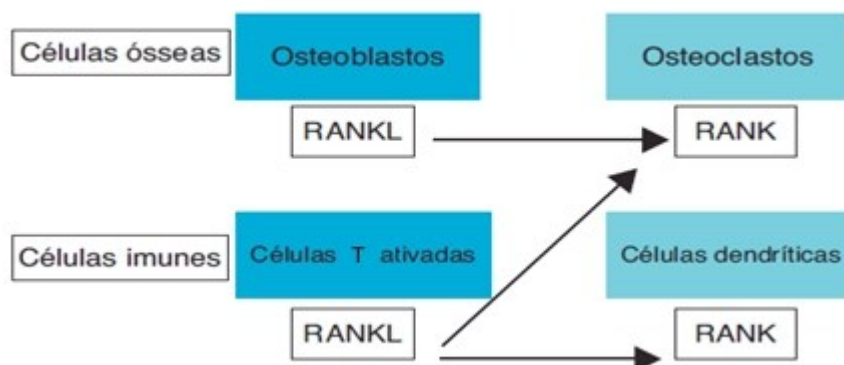 Células ósseas
Osteoblastos
Osteoclastos
RANKL
RANK
Células imunes
Células T ativadas
Células dendríticas
RANKL
RANK